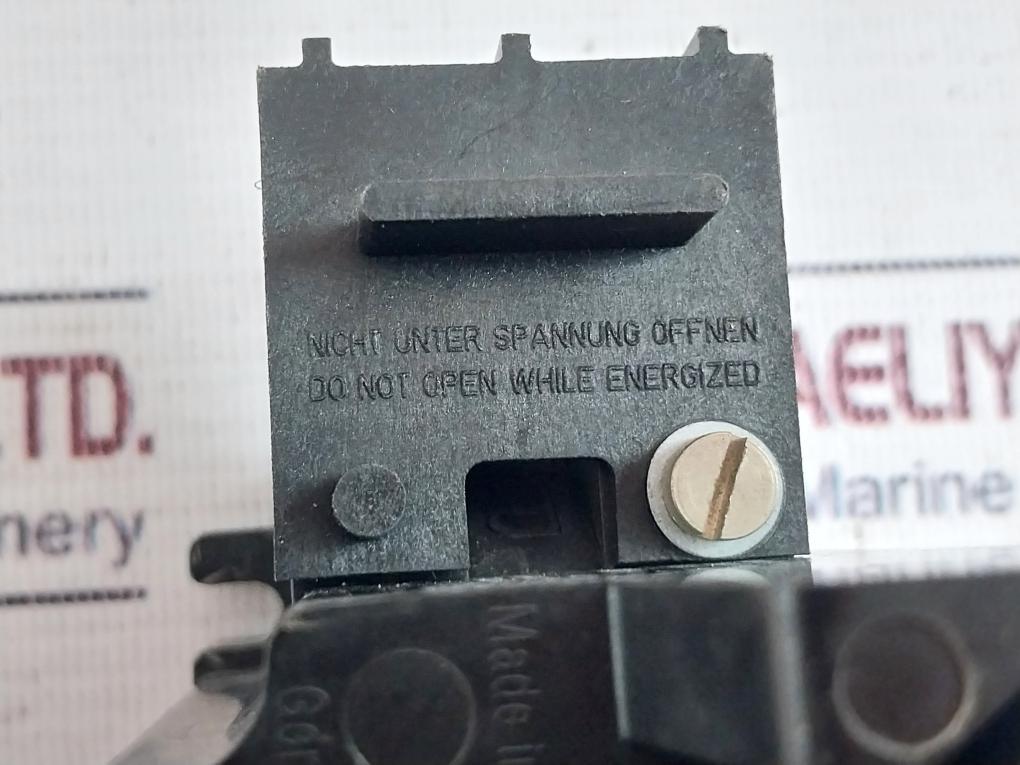 NICHT UNTER SPANNUNG ÖFFNEN
DO NOT OPEN WHILE ENERGIZED
LTD.
nery
AELIY
Marine
Made in